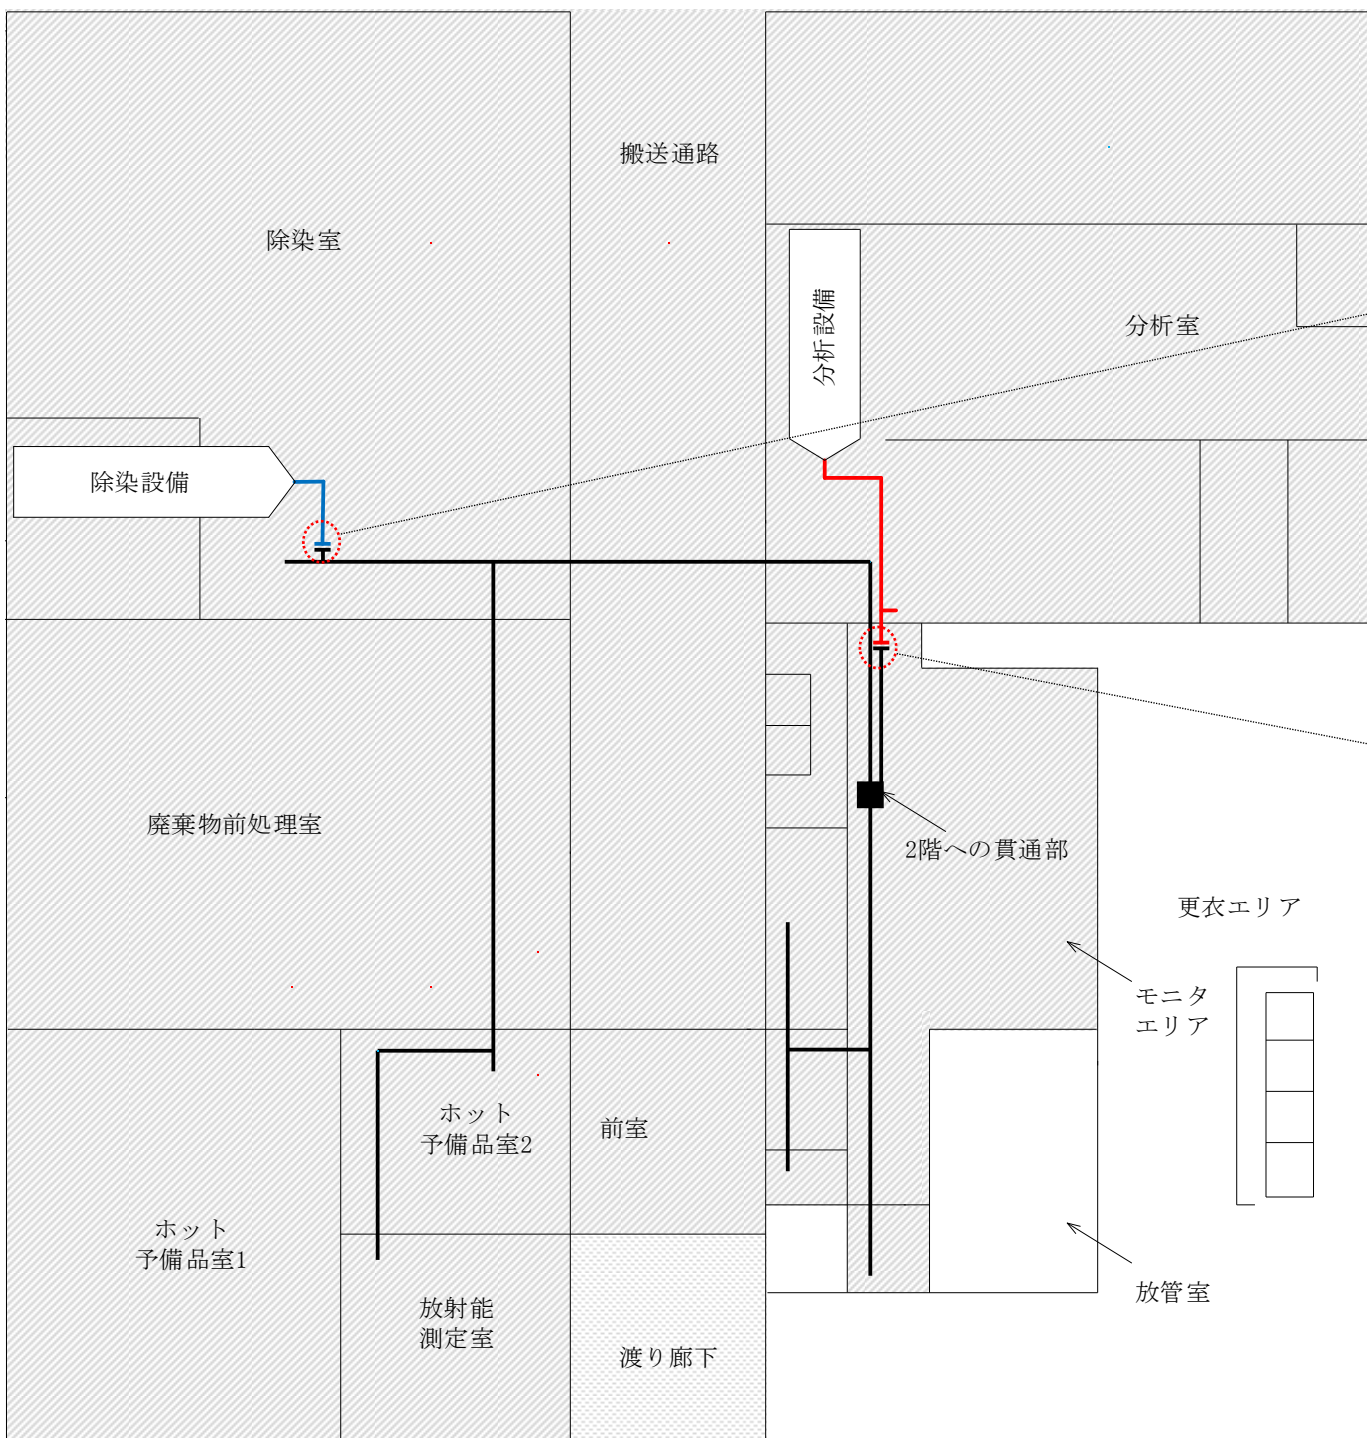 搬送通路
除染室
分析設備
分析室
除染設備
廃棄物前処理室
2階への貫通部
更衣エリア
モニタ
エリア
ホット
予備品室2
前室
ホット
予備品室1
放管室
放射能
測定室
渡り廊下